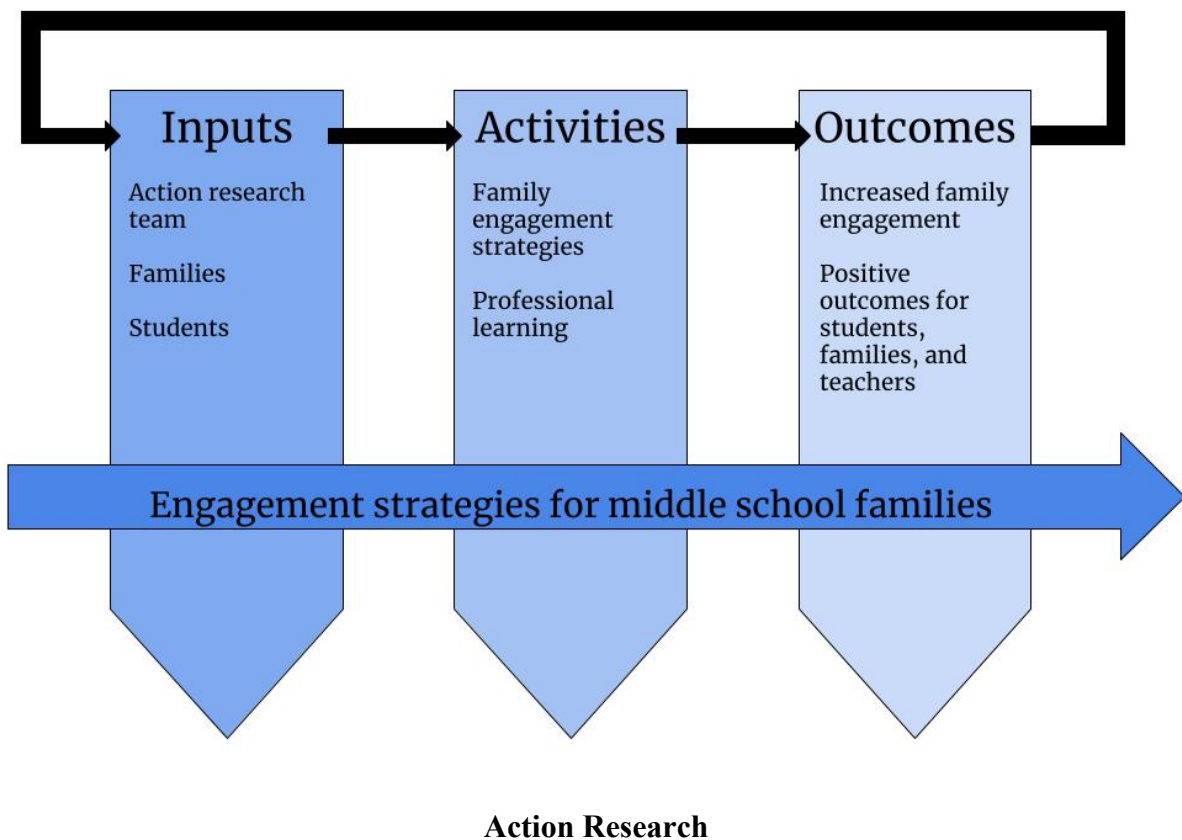 Inputs
Action research
team
Families
Students
Activities
Family
engagement
strategies
Professional
learning
Outcomes
Increased family
engagement
Positive
outcomes for
students,
families, and
teachers
Engagement strategies for middle school families
Action Research